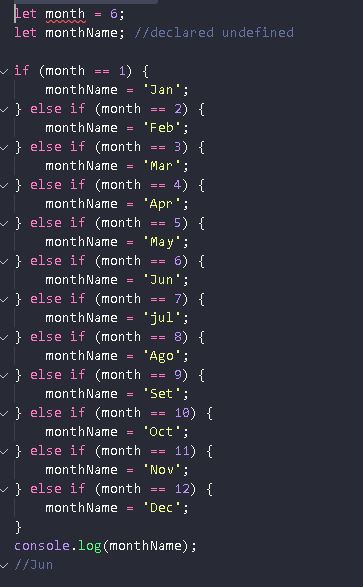 let month = 6;
let monthName; //declared undefined
if (month == 1) {
monthName = 'Jan';
} else if (month == 2) {
monthName = 'Feb';
} else if (month == 3) {
monthName = 'Mar';
} else if (month == 4) {
monthName = 'Apr';
} else if (month == 5) {
monthName = 'May';
} else if (month == 6) {
monthName = 'Jun';
} else if (month == 7) {
monthName = 'jul';
} else if (month == 8) {
monthName = 'Ago';
} else if (month == 9) {
monthName = 'Set';
} else if (month == 10) {
monthName = 'Oct';
} else if (month == 11) {
monthName = 'Nov';
} else if (month == 12) {
monthName = 'Dec';
}
console.log(monthName);
//Jun